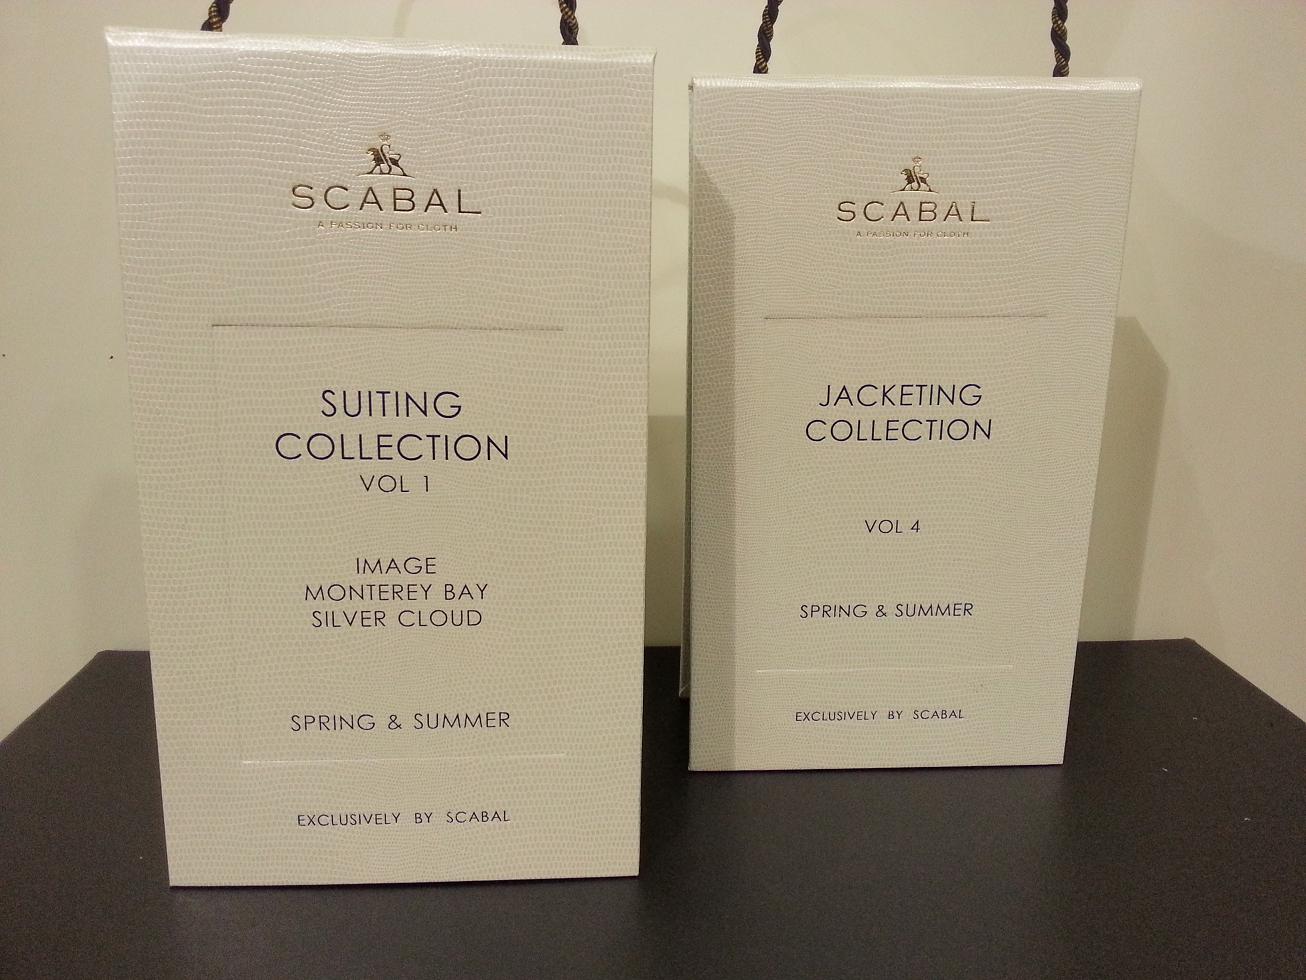 SCABAL
A PASSION FOR CLOTH
SUITING
COLLECTION
VOL 1
IMAGE
MONTEREY BAY
SILVER CLOUD
SPRING & SUMMER
EXCLUSIVELY BY SCABAL
SCABAL
A PASSION FOR CLOTH
JACKETING
COLLECTION
VOL 4
SPRING & SUMMER
EXCLUSIVELY BY SCABAL